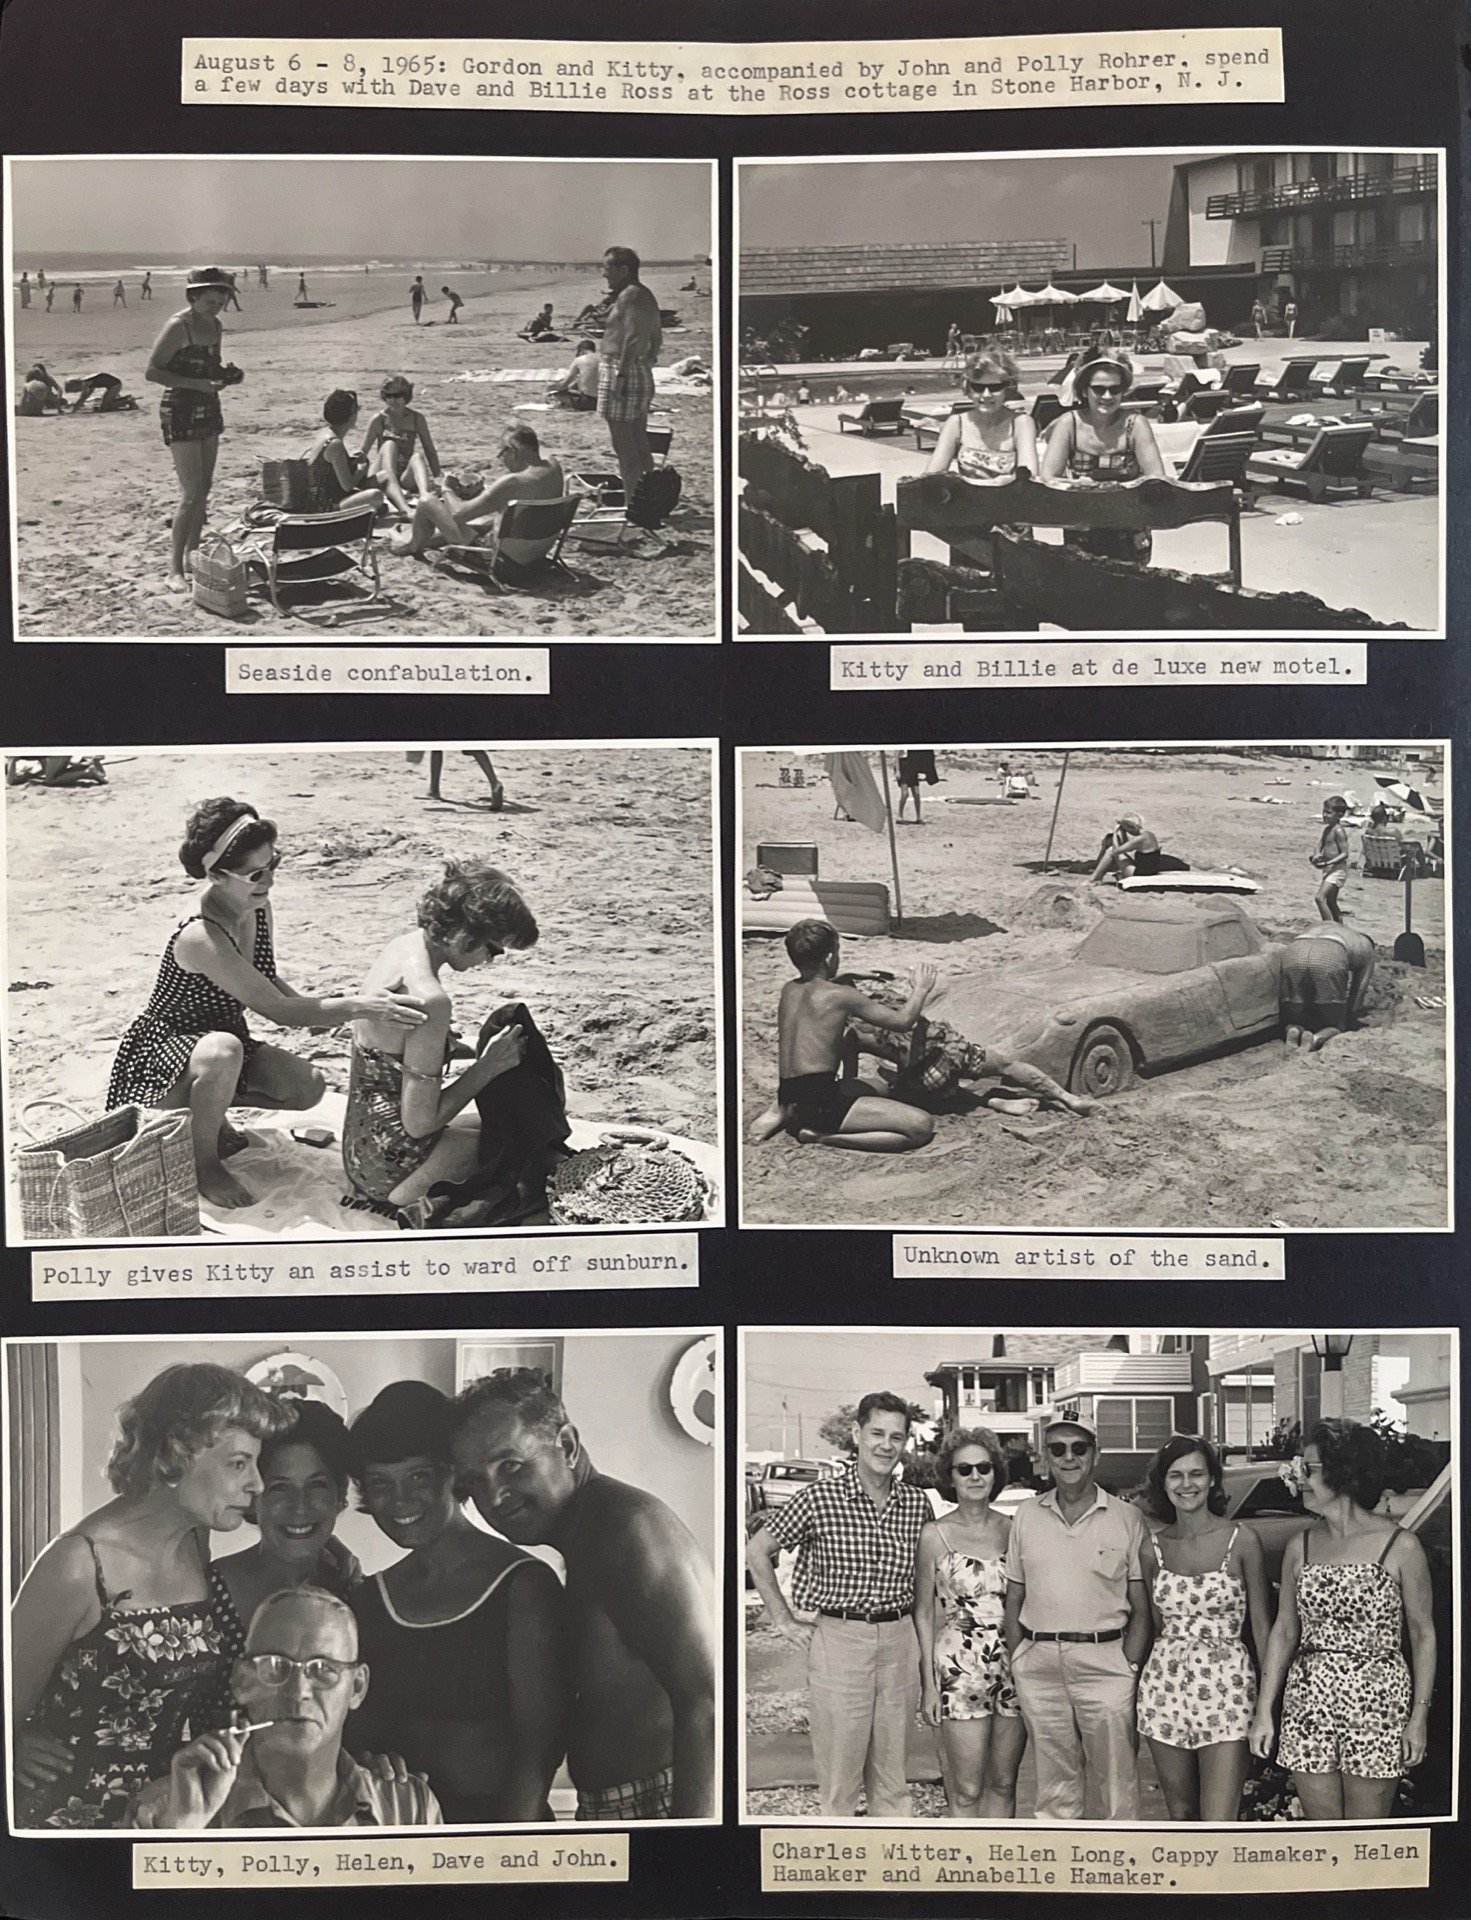 August 6 - 8, 1965: Gordon and Kitty, accompanied by John and Polly Rohrer, spend
a few days with Dave and Billie Ross at the Ross cottage in Stone Harbor, N. J.
Seaside confabulation.
Kitty and Billie at de luxe new motel.
Polly gives Kitty an assist to ward off sunburn.
Unknown artist of the sand.
Kitty, Polly, Helen, Dave and John.
Charles Witter, Helen Long, Cappy Hamaker, Helen
Hamaker and Annabelle Hamaker.